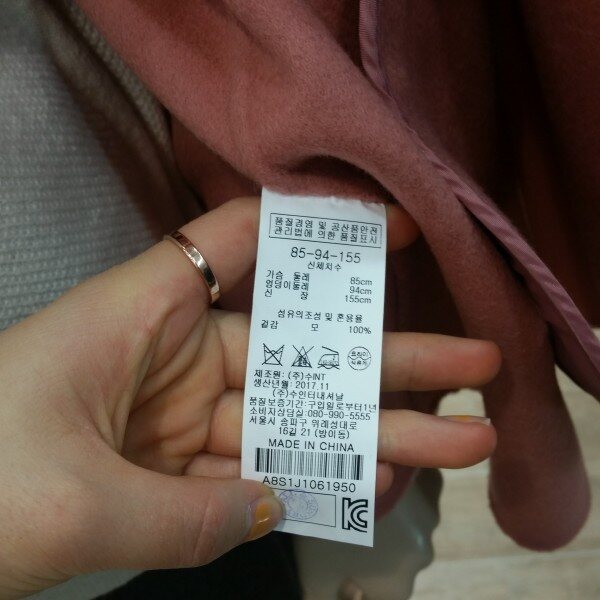 품질경영 및 공산품안전
관리법에 의한 품질표시
85-94-155
신체치수
가슴 둘레 85cm
엉덩이둘레 94cm
신 장 155cm
섬유의조성 및 혼용율
겉감 모 100%
드라이
제조원: (주)수INT
생산년월: 2017.11
(주)수인터내셔날
품질보증기간: 구입일로부터1년
소비자상담실: 080-990-5555
서울시 송파구 위례성대로
16길 21 (방이동)
MADE IN CHINA
A8S1J1061950